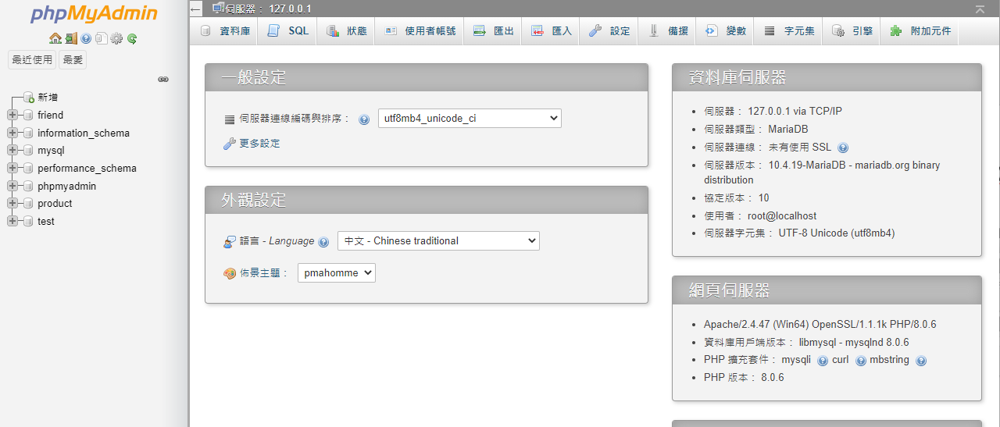 phpMyAdmin
最近使用 最愛
新增
friend
information_schema
mysql
performance_schema
phpmyadmin
product
test
伺服器： 127.0.0.1
資料庫 SQL 狀態 使用者帳號 匯出 匯入 設定 備援 變數 字元集 引擎 附加元件
一般設定
伺服器連線編碼與排序： utf8mb4_unicode_ci
更多設定
外觀設定
語言 - Language 中文 - Chinese traditional
佈景主題： pmahomme
資料庫伺服器
伺服器： 127.0.0.1 via TCP/IP
伺服器類型： MariaDB
伺服器連線： 未有使用 SSL
伺服器版本： 10.4.19-MariaDB - mariadb.org binary
distribution
協定版本： 10
使用者： root@localhost
伺服器字元集： UTF-8 Unicode (utf8mb4)
網頁伺服器
Apache/2.4.47 (Win64) OpenSSL/1.1.1k PHP/8.0.6
資料庫用戶端版本： libmysql - mysqlnd 8.0.6
PHP 擴充套件： mysqli curl mbstring
PHP 版本： 8.0.6